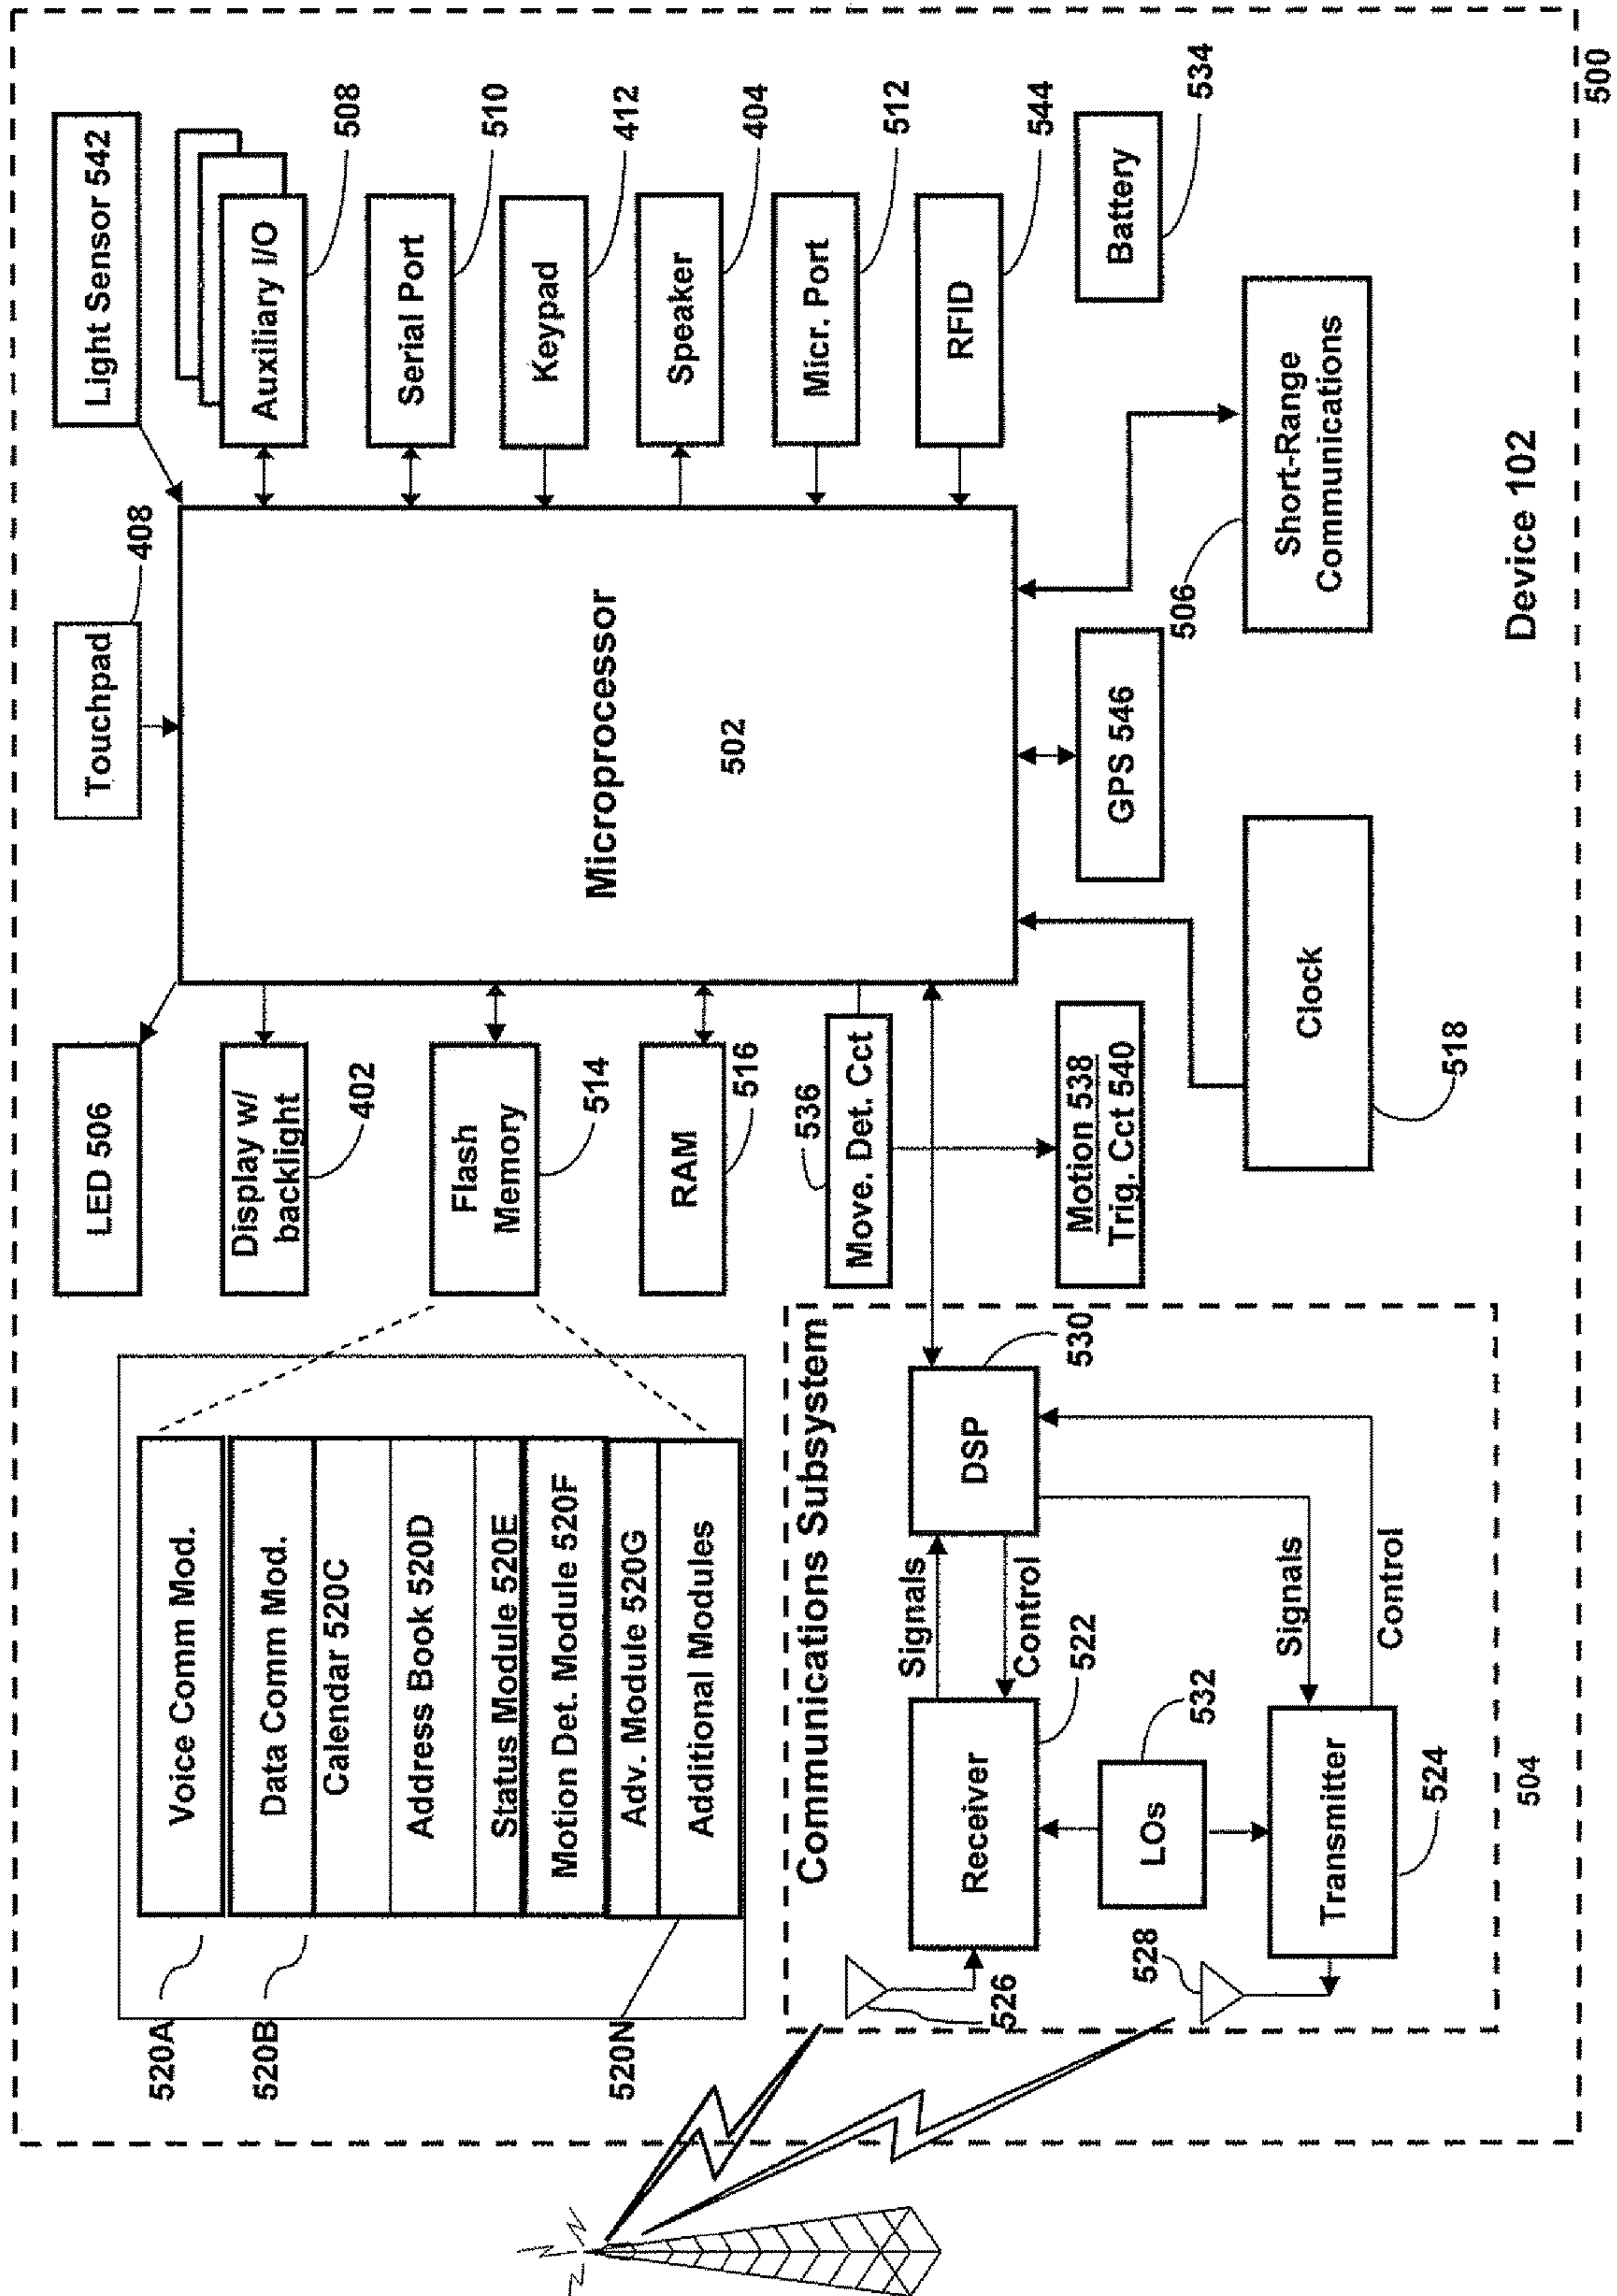 LED 506
Touchpad
408
Light Sensor 542
Voice Comm Mod.
520A
Data Comm Mod.
520B
Calendar 520C
Address Book 520D
Status Module 520E
Motion Det. Module 520F
Adv. Module 520G
Additional Modules
520N
Display w/
backlight
402
Flash
Memory
514
RAM
516
536
Move. Det. Cct
Motion 538
Trig. Cct 540
Microprocessor
502
Auxiliary I/O
508
Serial Port
510
Keypad
412
Speaker
404
Micr. Port
512
RFID
544
Battery
534
GPS 546
506
Short-Range
Communications
Clock
518
Communications Subsystem
526
Receiver
522
Signals
Control
DSP
530
LOs
532
528
Transmitter
524
Signals
Control
504
Device 102
500